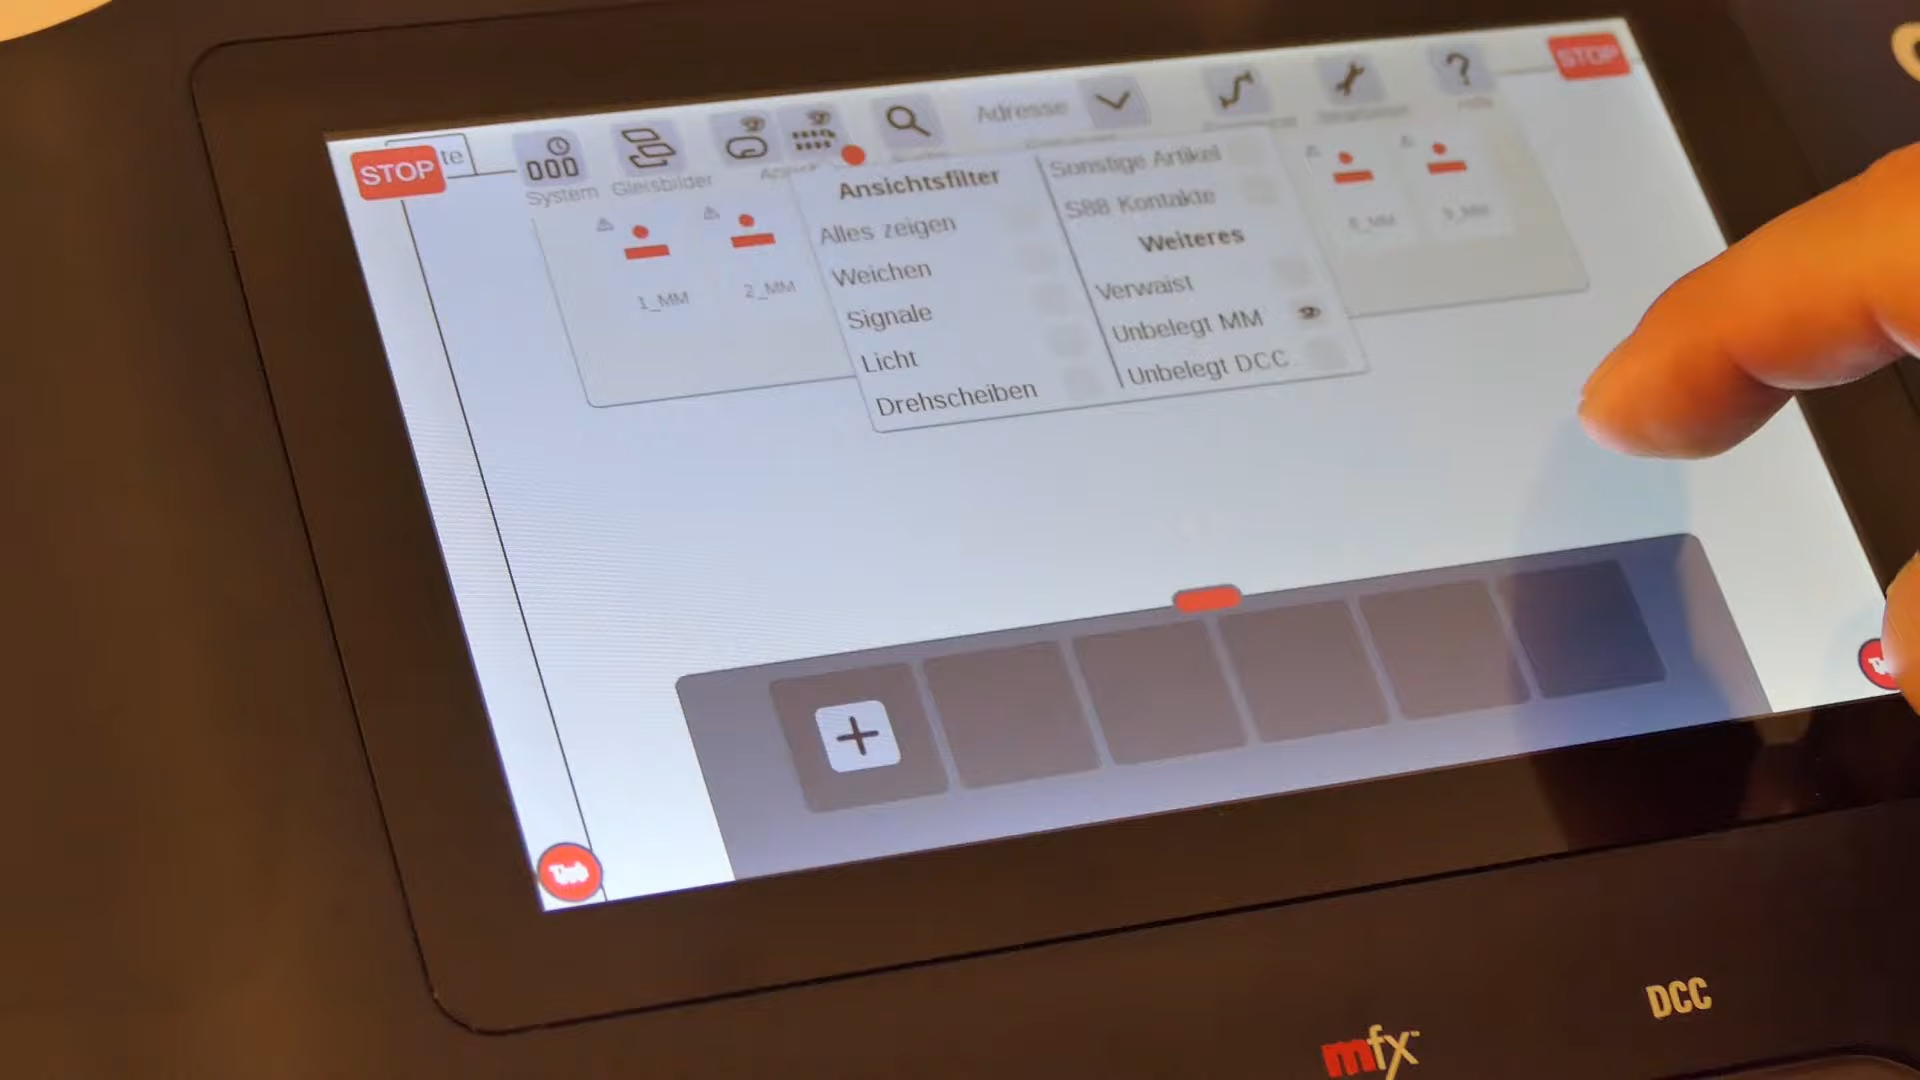 STOP
te
System
Gleisbilder
Adresse
STOP
Ansichtsfilter
Alles zeigen
Weichen
Signale
Licht
Drehscheiben
Sonstige Artikel
S88 Kontakte
Weiteres
Verwaist
Unbelegt MM
Unbelegt DCC
1_MM
2_MM
mfx
DCC